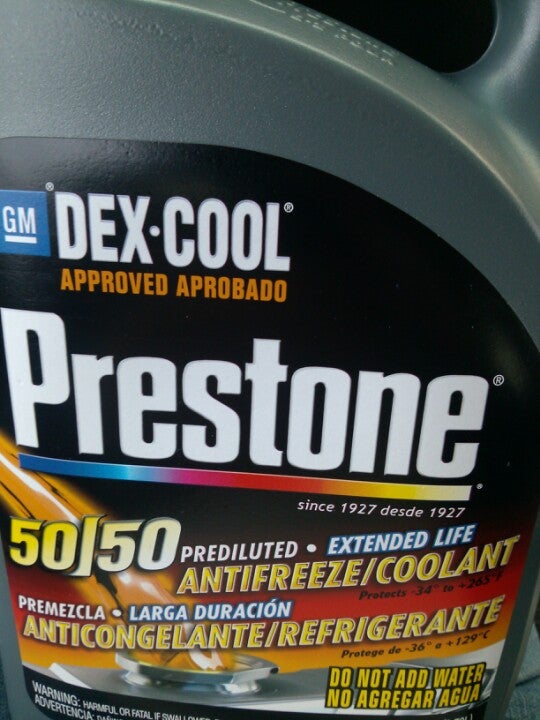 GM
DEX·COOL®
APPROVED APROBADO
Prestone®
since 1927 desde 1927
50/50 PREDILUTED • EXTENDED LIFE
ANTIFREEZE/COOLANT
Protects -34° to +265°F
PREMEZCLA • LARGA DURACIÓN
ANTICONGELANTE/REFRIGERANTE
Protege de -36° a +129°C
DO NOT ADD WATER
NO AGREGAR AGUA
WARNING: HARMFUL OR FATAL IF SWALLOWED
ADVERTENCIA: